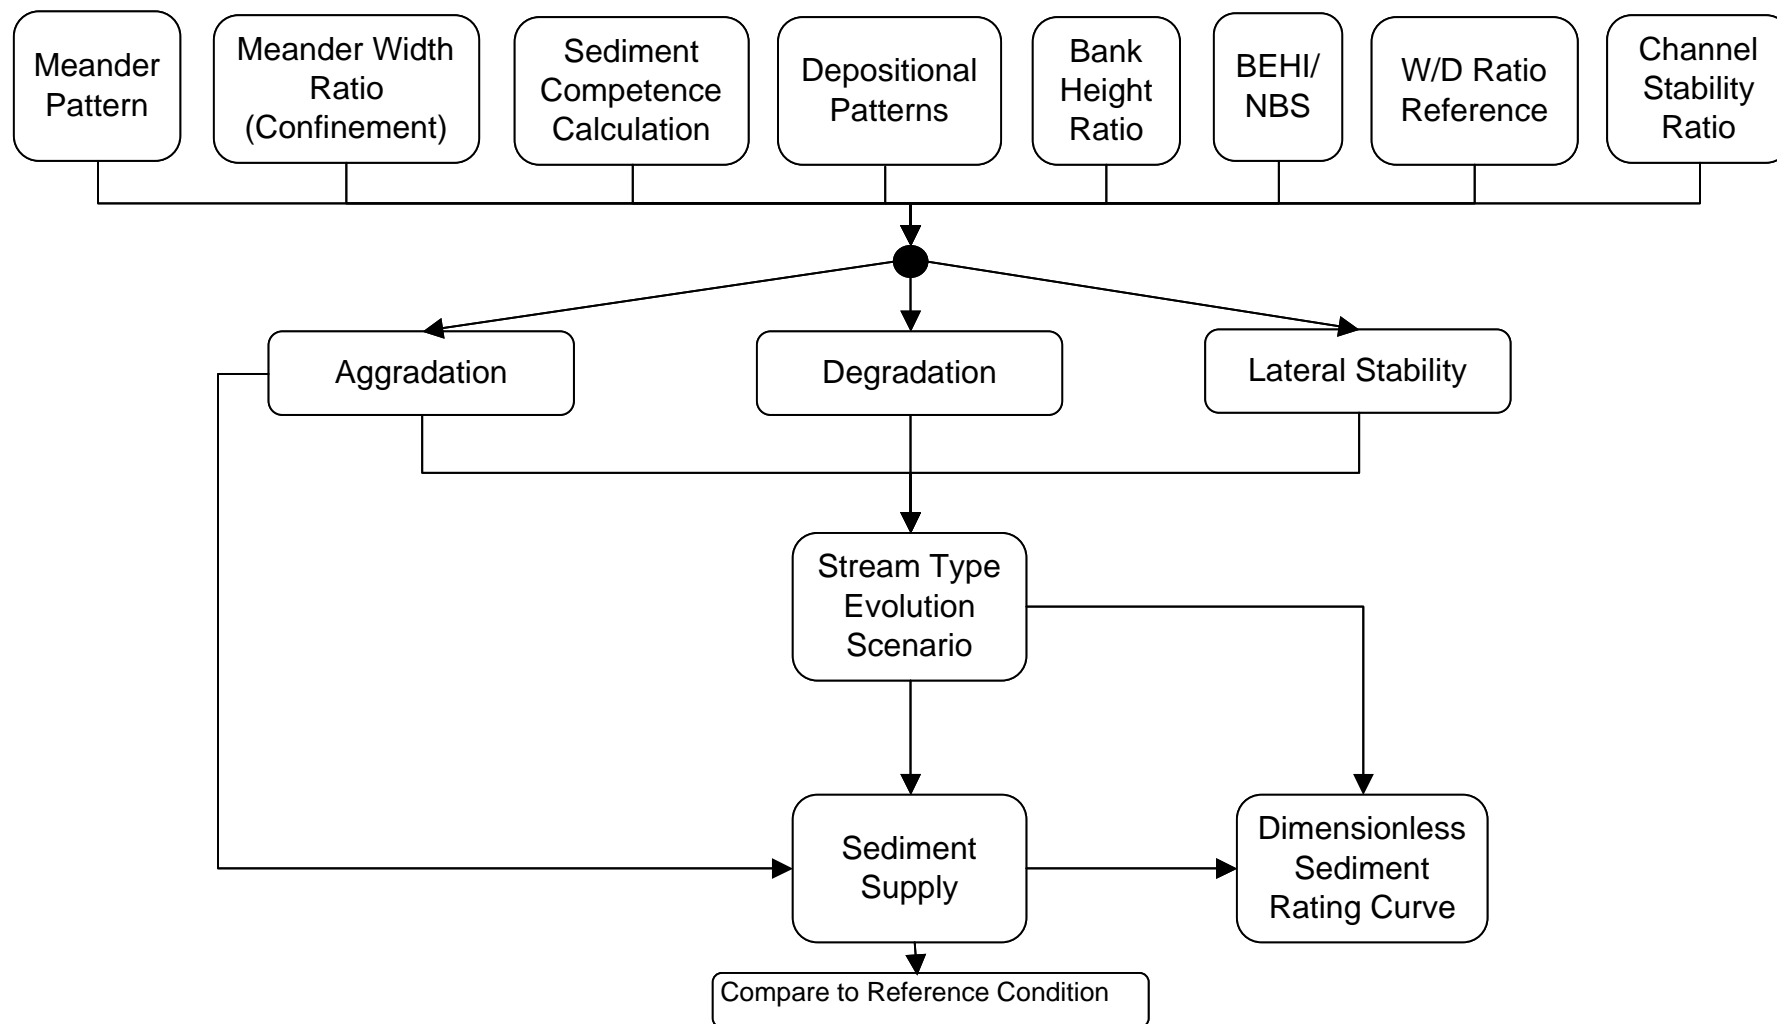 Meander
Pattern
Meander Width
Ratio
(Confinement)
Sediment
Competence
Calculation
Depositional
Patterns
Bank
Height
Ratio
BEHI/
NBS
W/D Ratio
Reference
Channel
Stability
Ratio
Aggradation
Degradation
Lateral Stability
Stream Type
Evolution
Scenario
Sediment
Supply
Dimensionless
Sediment
Rating Curve
Compare to Reference Condition